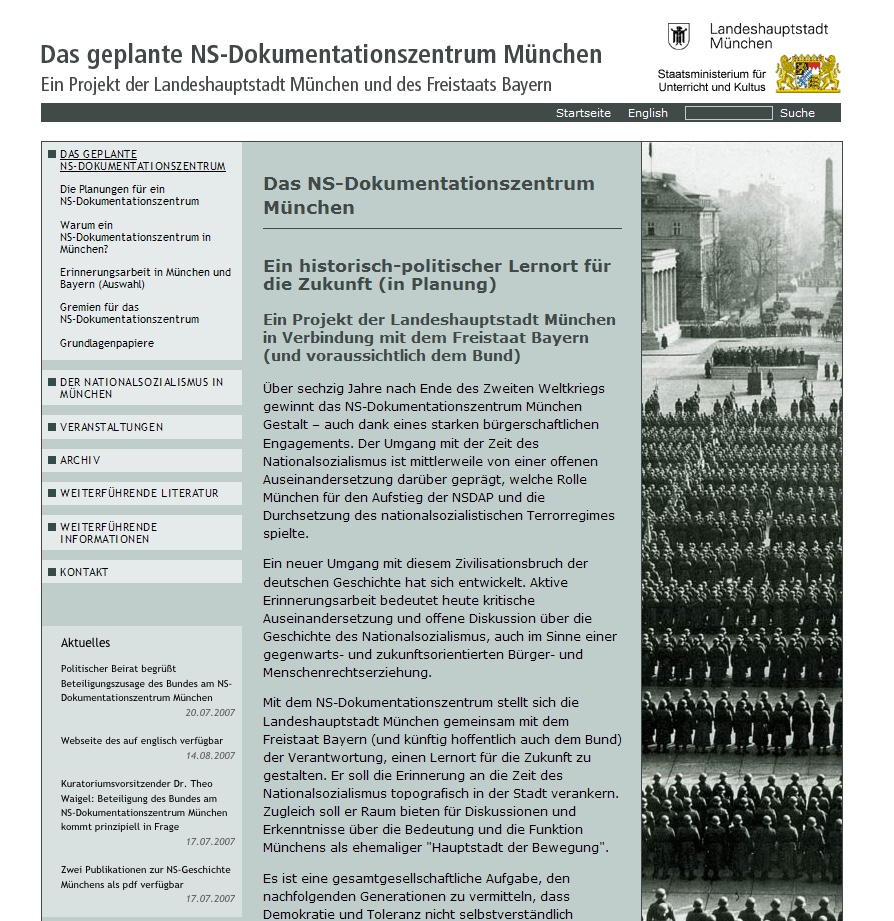 Das geplante NS-Dokumentationszentrum München
Ein Projekt der Landeshauptstadt München und des Freistaats Bayern
Landeshauptstadt
München
Staatsministerium für
Unterricht und Kultus
Startseite English Suche
DAS GEPLANTE
NS-DOKUMENTATIONSZENTRUM
Die Planungen für ein
NS-Dokumentationszentrum
Warum ein
NS-Dokumentationszentrum in
München?
Erinnerungsarbeit in München und
Bayern (Auswahl)
Gremien für das
NS-Dokumentationszentrum
Grundlagenpapiere
DER NATIONALSOZIALISMUS IN
MÜNCHEN
VERANSTALTUNGEN
ARCHIV
WEITERFÜHRENDE LITERATUR
WEITERFÜHRENDE
INFORMATIONEN
KONTAKT
Aktuelles
Politischer Beirat begrüßt
Beteiligungszusage des Bundes am NS-
Dokumentationszentrum München
20.07.2007
Webseite des auf englisch verfügbar
14.08.2007
Kuratoriumsvorsitzender Dr. Theo
Waigel: Beteiligung des Bundes am
NS-Dokumentationszentrum München
kommt prinzipiell in Frage
17.07.2007
Zwei Publikationen zur NS-Geschichte
Münchens als pdf verfügbar
17.07.2007
Das NS-Dokumentationszentrum
München
Ein historisch-politischer Lernort für
die Zukunft (in Planung)
Ein Projekt der Landeshauptstadt München
in Verbindung mit dem Freistaat Bayern
(und voraussichtlich dem Bund)
Über sechzig Jahre nach Ende des Zweiten Weltkriegs
gewinnt das NS-Dokumentationszentrum München
Gestalt – auch dank eines starken bürgerschaftlichen
Engagements. Der Umgang mit der Zeit des
Nationalsozialismus ist mittlerweile von einer offenen
Auseinandersetzung darüber geprägt, welche Rolle
München für den Aufstieg der NSDAP und die
Durchsetzung des nationalsozialistischen Terrorregimes
spielte.
Ein neuer Umgang mit diesem Zivilisationsbruch der
deutschen Geschichte hat sich entwickelt. Aktive
Erinnerungsarbeit bedeutet heute kritische
Auseinandersetzung und offene Diskussion über die
Geschichte des Nationalsozialismus, auch im Sinne einer
gegenwarts- und zukunftsorientierten Bürger- und
Menschenrechtserziehung.
Mit dem NS-Dokumentationszentrum stellt sich die
Landeshauptstadt München gemeinsam mit dem
Freistaat Bayern (und künftig hoffentlich auch dem Bund)
der Verantwortung, einen Lernort für die Zukunft zu
gestalten. Er soll die Erinnerung an die Zeit des
Nationalsozialismus topografisch in der Stadt verankern.
Zugleich soll er Raum bieten für Diskussionen und
Erkenntnisse über die Bedeutung und die Funktion
Münchens als ehemaliger "Hauptstadt der Bewegung".
Es ist eine gesamtgesellschaftliche Aufgabe, den
nachfolgenden Generationen zu vermitteln, dass
Demokratie und Toleranz nicht selbstverständlich